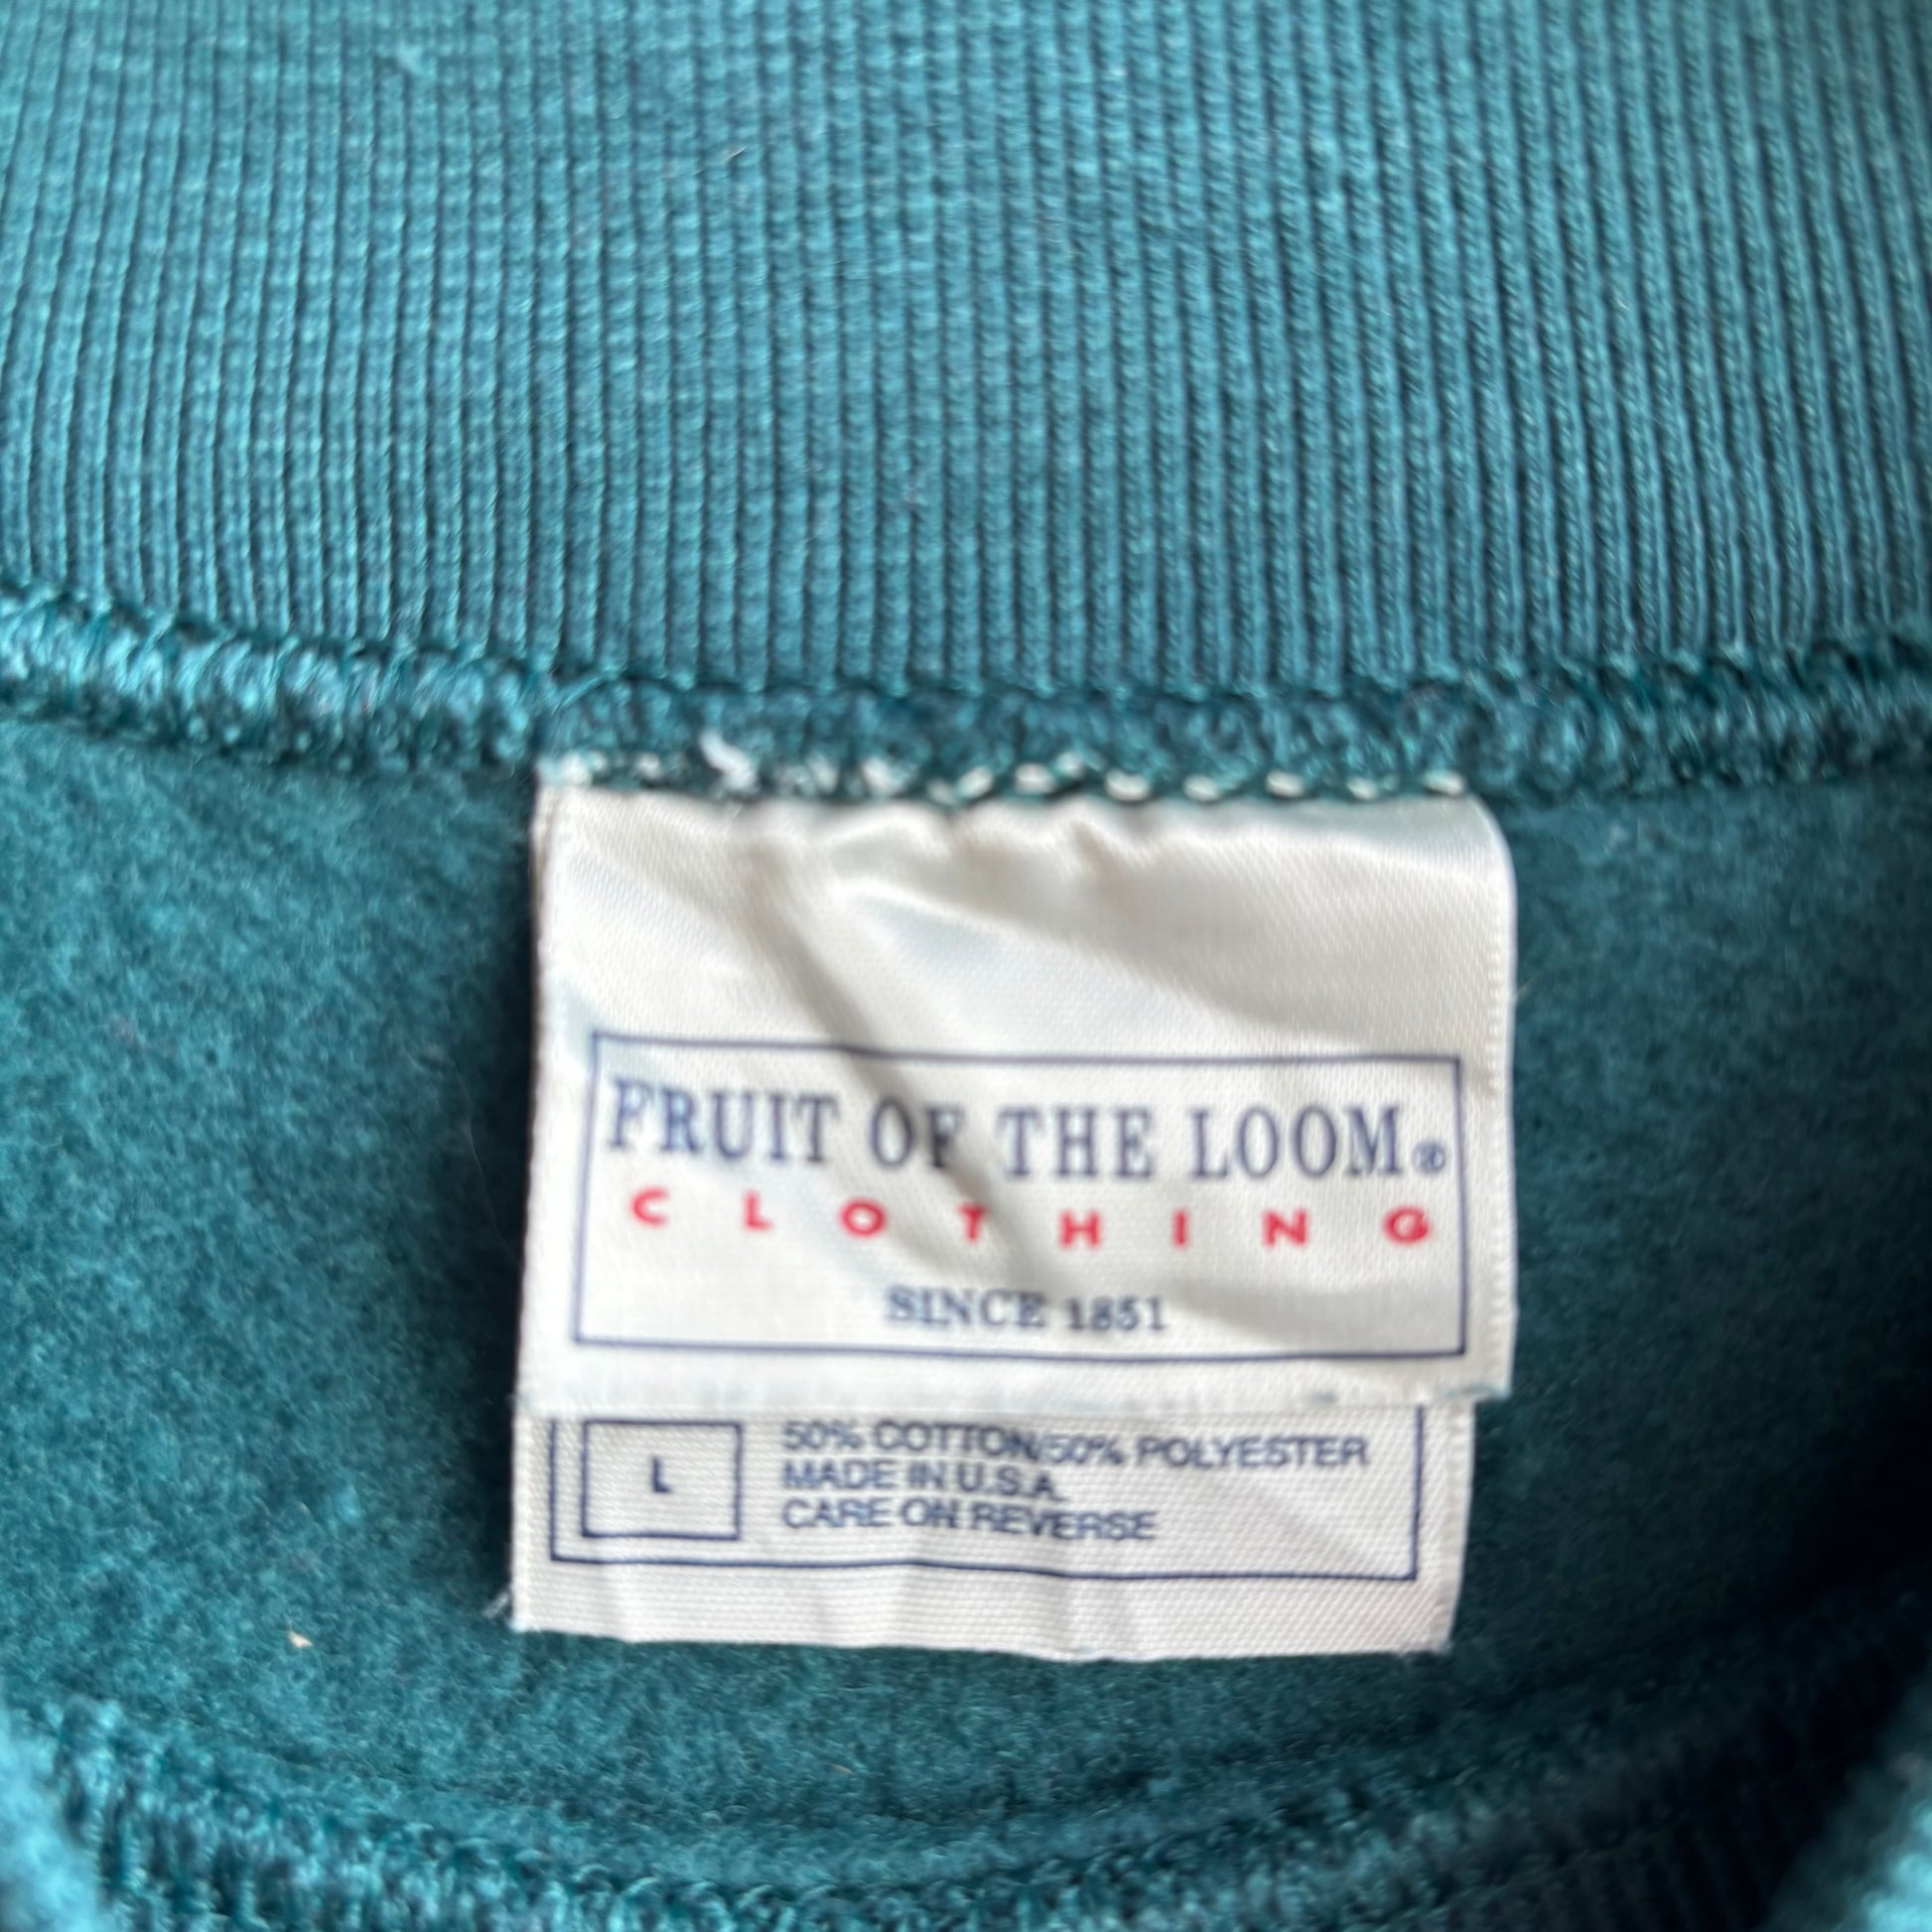 FRUIT OF THE LOOM®
CLOTHING
SINCE 1851
L
50% COTTON/50% POLYESTER
MADE IN U.S.A.
CARE ON REVERSE